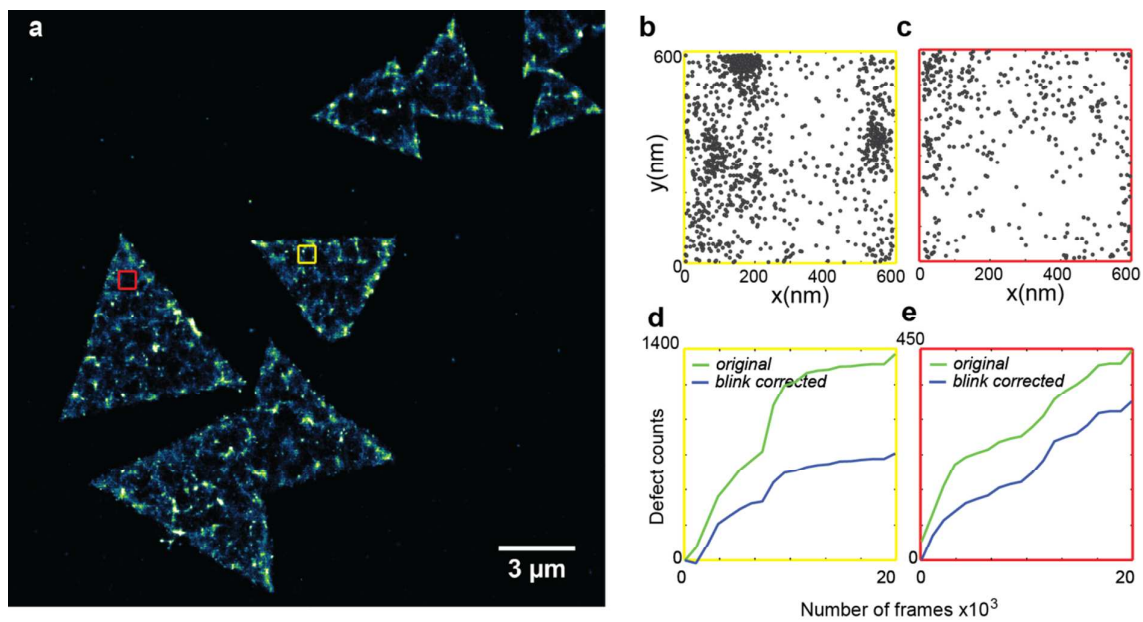 a
3 μm
b
600
y(nm)
0
0 200 400 600
x(nm)
c
0 200 400 600
x(nm)
d
1400
original
blink corrected
Defect counts
0
0 20
e
450
original
blink corrected
0
0 20
Number of frames x10³